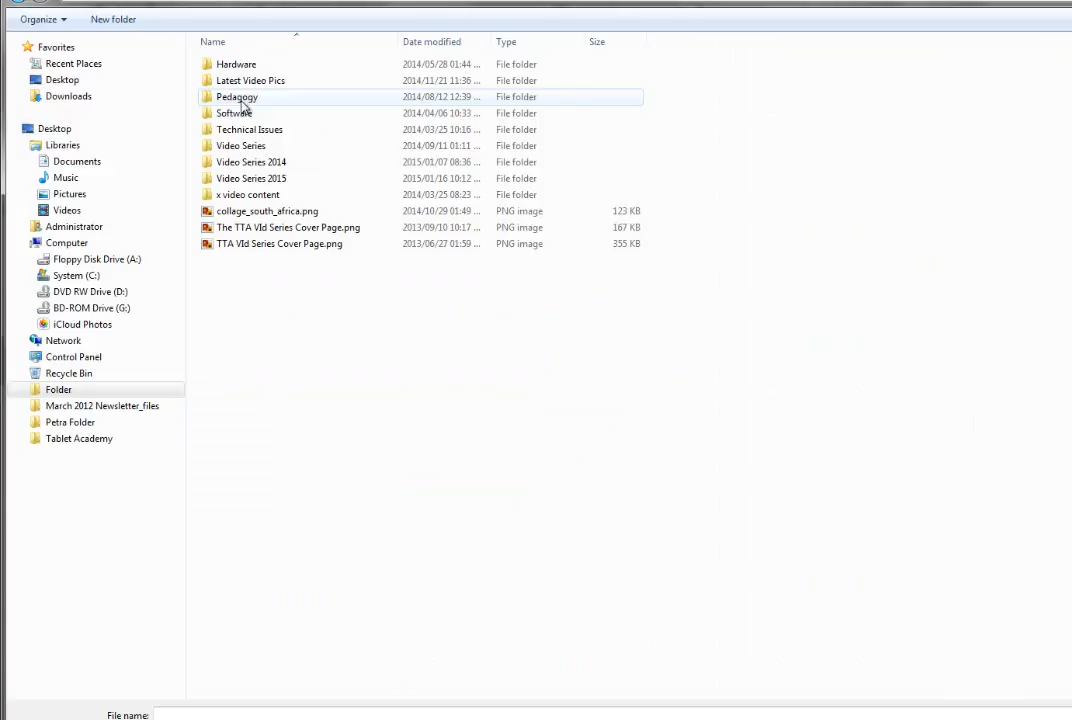 Organize
New folder
Name
Date modified
Type
Size
Favorites
Recent Places
Desktop
Downloads
Desktop
Libraries
Documents
Music
Pictures
Videos
Administrator
Computer
Floppy Disk Drive (A:)
System (C:)
DVD RW Drive (D:)
BD-ROM Drive (G:)
iCloud Photos
Network
Control Panel
Recycle Bin
Folder
March 2012 Newsletter_files
Petra Folder
Tablet Academy
Hardware 2014/05/28 01:44 ... File folder
Latest Video Pics 2014/11/21 11:36 ... File folder
Pedagogy 2014/08/12 12:39 ... File folder
Software 2014/04/06 10:33 ... File folder
Technical Issues 2014/03/25 10:16 ... File folder
Video Series 2014/09/11 01:11 ... File folder
Video Series 2014 2015/01/07 08:36 ... File folder
Video Series 2015 2015/01/16 10:12 ... File folder
x video content 2014/03/25 08:23 ... File folder
collage_south_africa.png 2014/10/29 01:49 ... PNG image 123 KB
The TTA VId Series Cover Page.png 2013/09/10 10:17 ... PNG image 167 KB
TTA VId Series Cover Page.png 2013/06/27 01:59 ... PNG image 355 KB
File name: